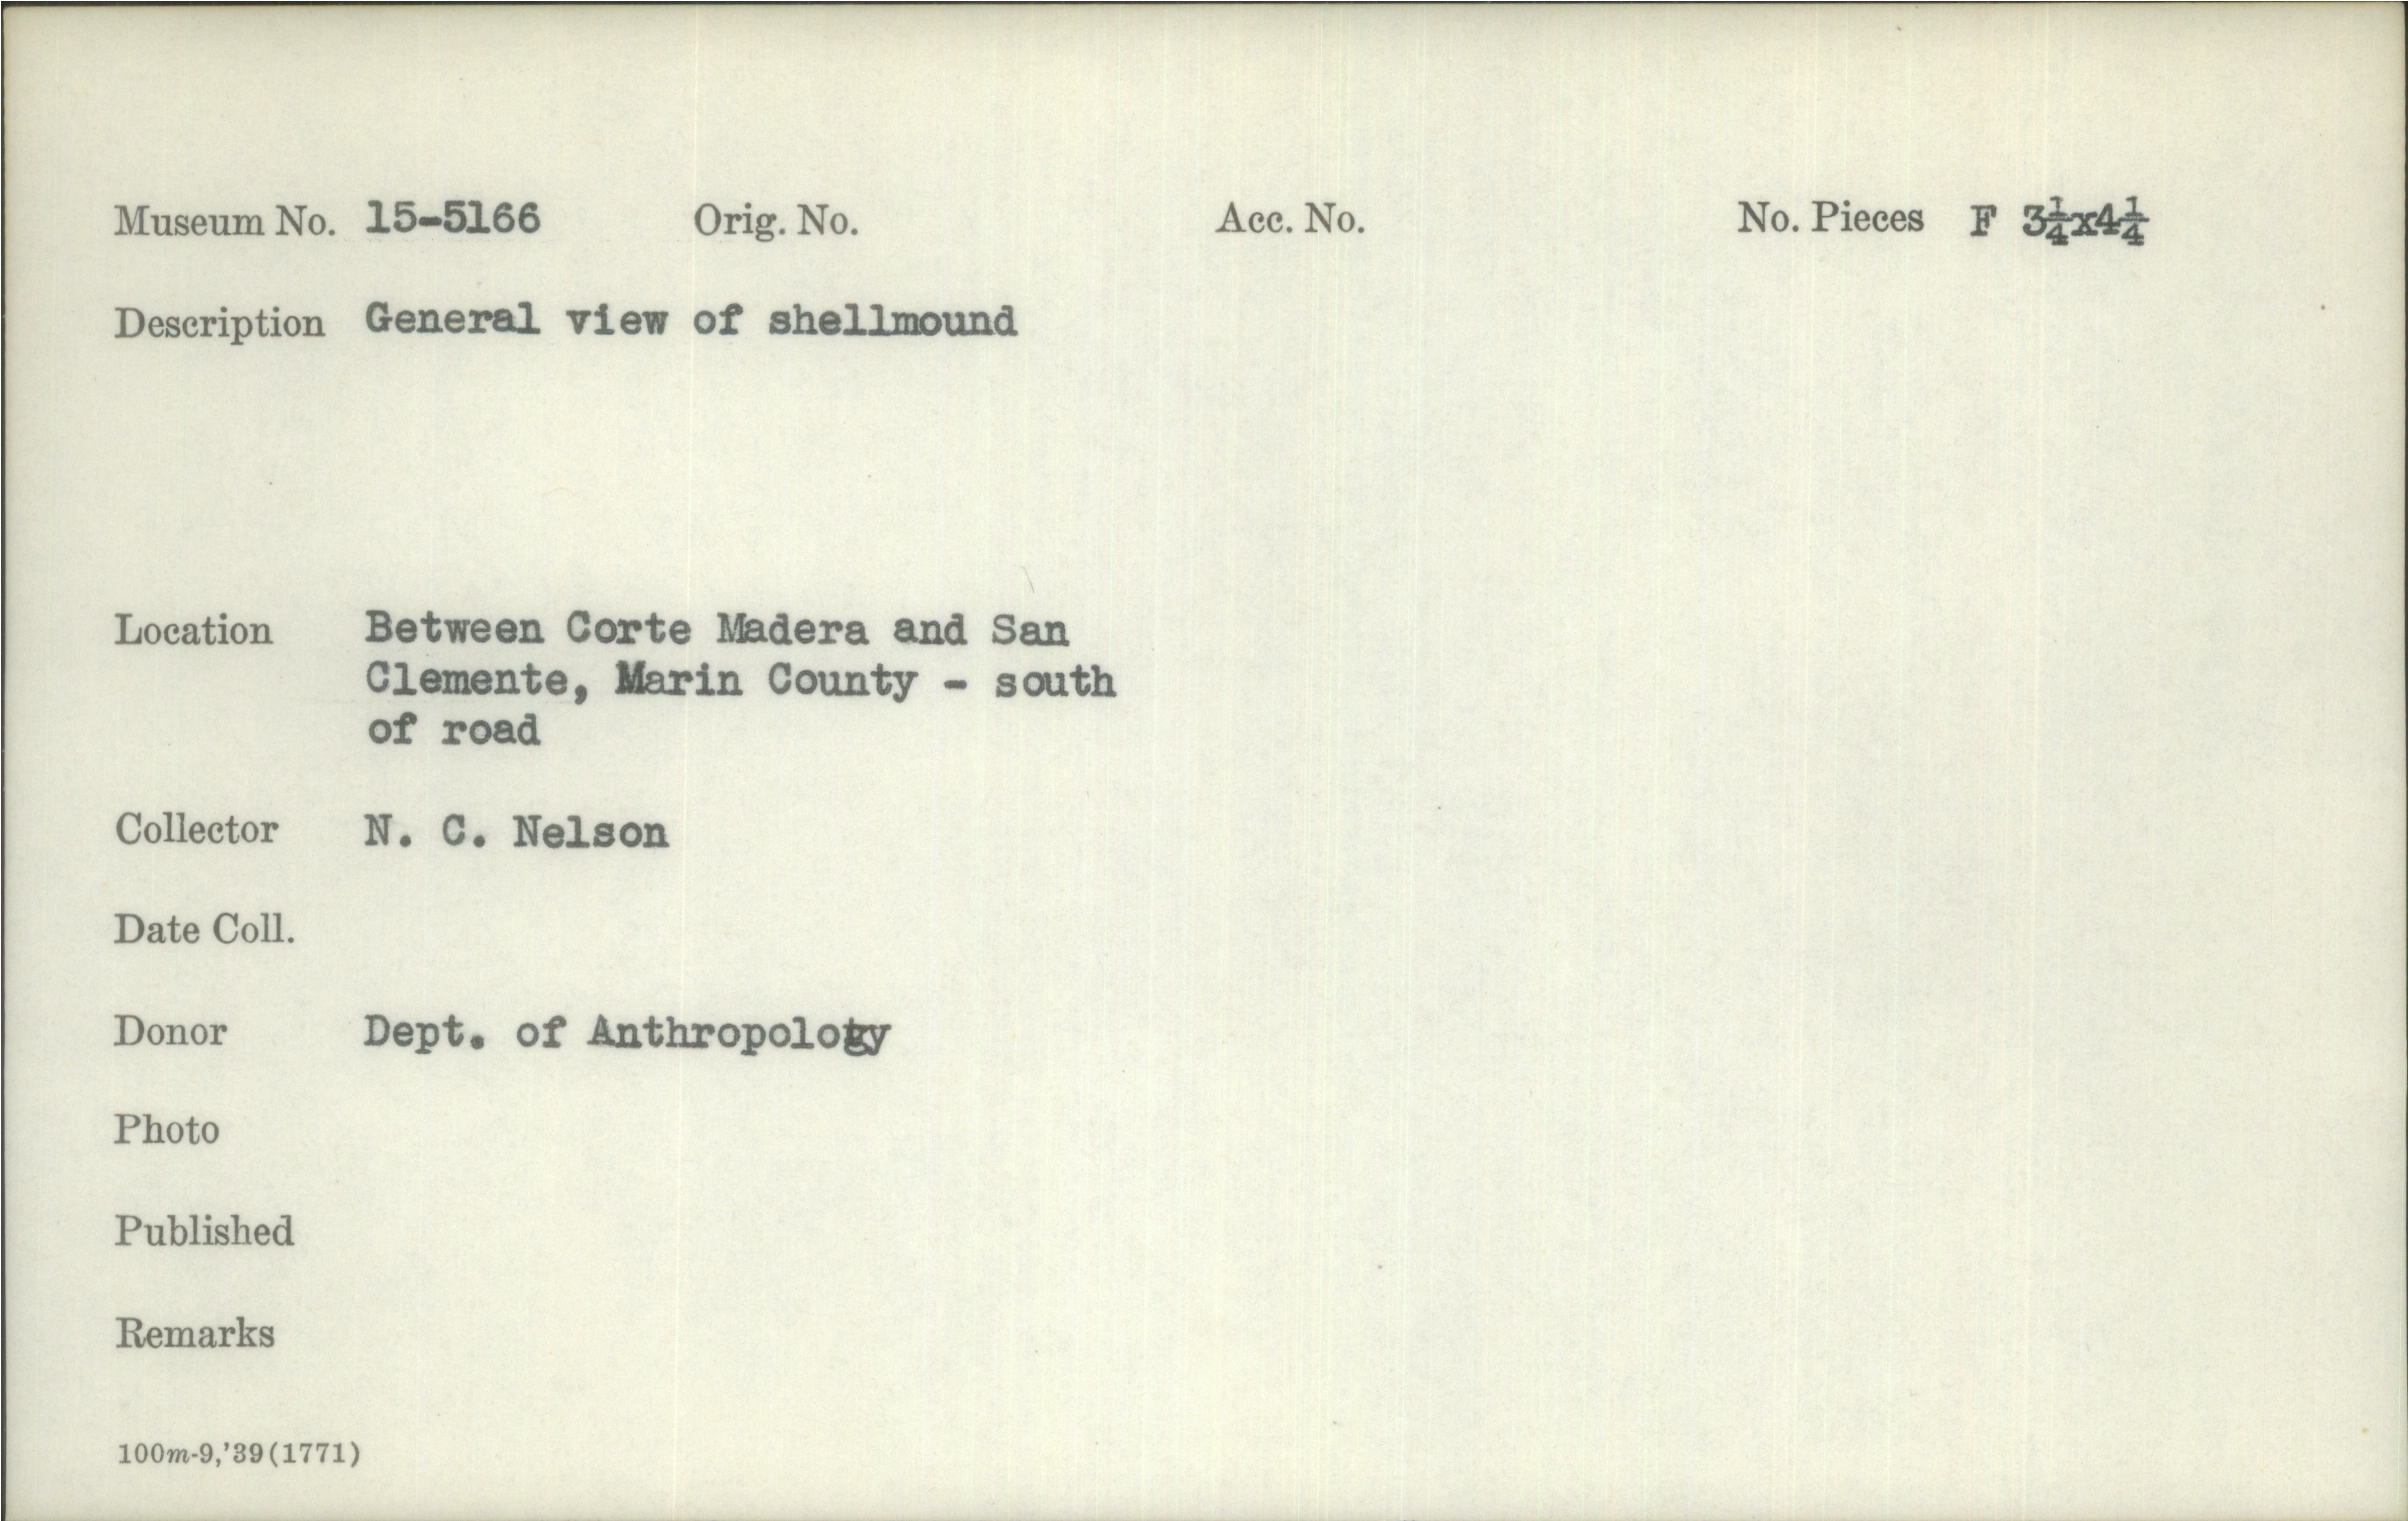 Museum No. 15-5166 Orig. No. Acc. No. No. Pieces F 3¼x4¼
Description General view of shellmound
Location Between Corte Madera and San
Clemente, Marin County - south
of road
Collector N. C. Nelson
Date Coll.
Donor Dept. of Anthropology
Photo
Published
Remarks
100m-9,'39(1771)